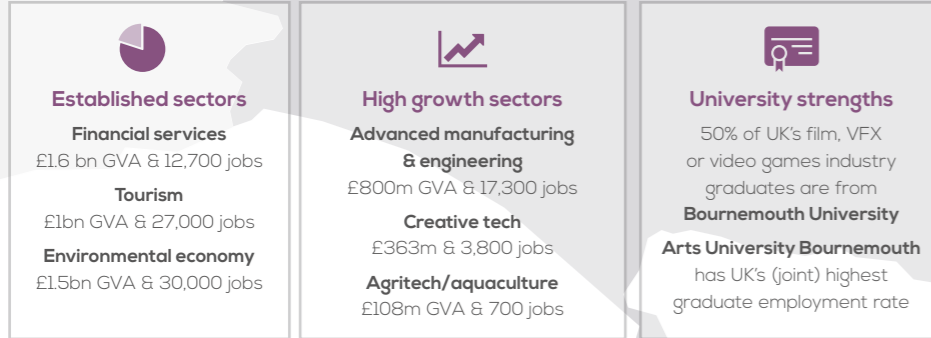 Established sectors
Financial services
£1.6 bn GVA & 12,700 jobs
Tourism
£1bn GVA & 27,000 jobs
Environmental economy
£1.5bn GVA & 30,000 jobs
High growth sectors
Advanced manufacturing
& engineering
£800m GVA & 17,300 jobs
Creative tech
£363m & 3,800 jobs
Agritech/aquaculture
£108m GVA & 700 jobs
University strengths
50% of UK's film, VFX
or video games industry
graduates are from
Bournemouth University
Arts University Bournemouth
has UK's (joint) highest
graduate employment rate